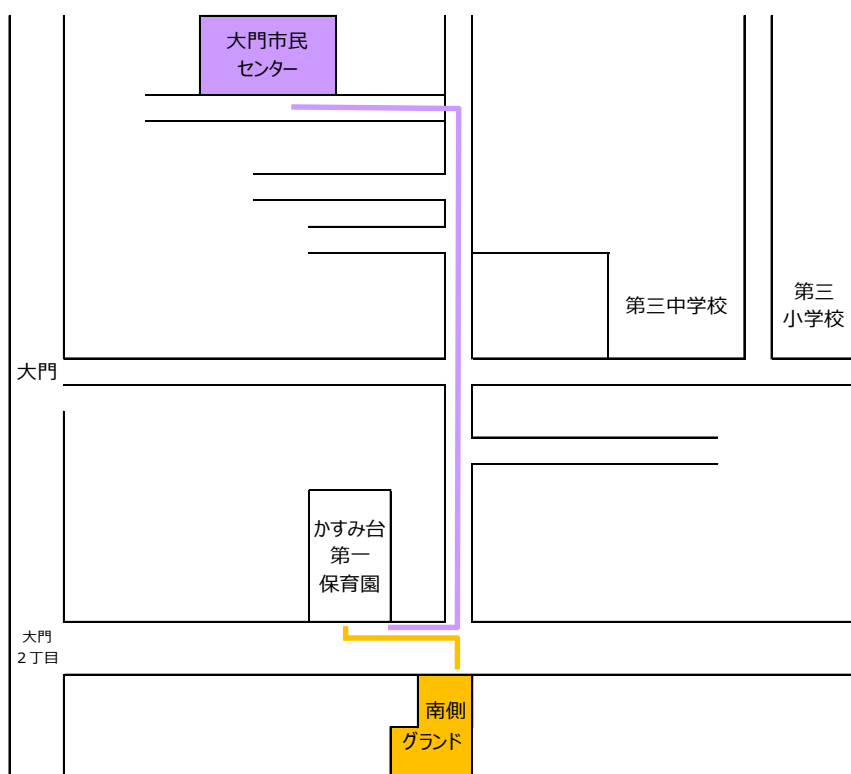 大門市民
センター
第三中学校
第三
小学校
大門
かすみ台
第一
保育園
大門
２丁目
南側
グランド